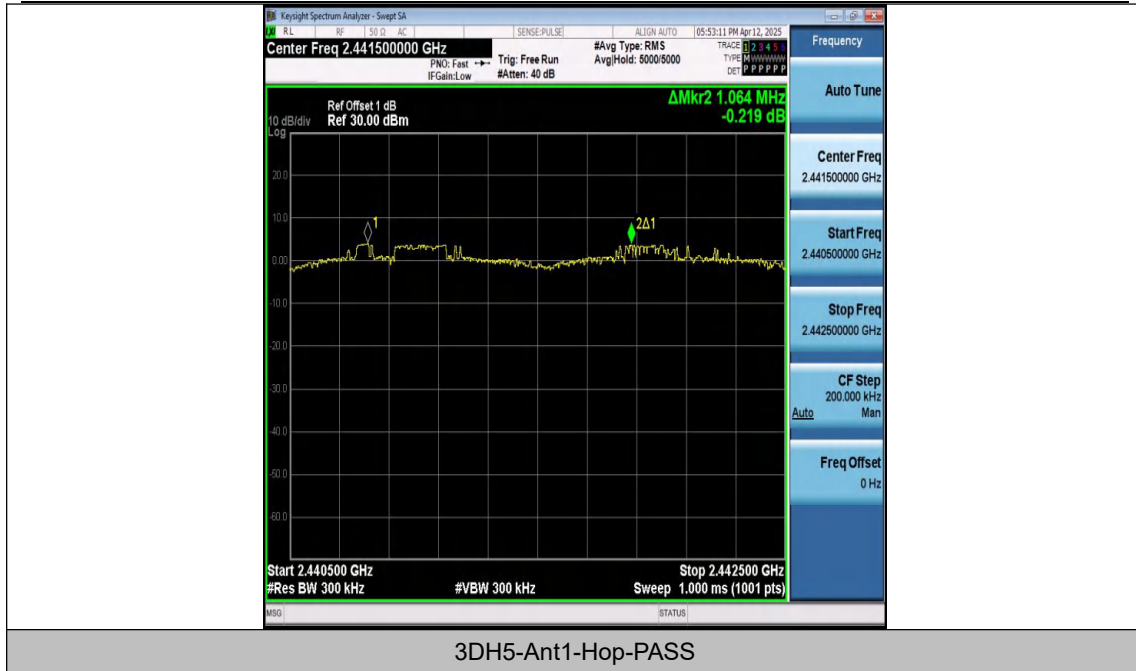 Keysight Spectrum Analyzer - Swept SA
RL RF 50 Ω AC SENSE:PULSE ALIGN AUTO 05:53:11 PM Apr 12, 2025
Center Freq 2.441500000 GHz
PNO: Fast
IFGain:Low
Trig: Free Run
#Atten: 40 dB
#Avg Type: RMS
Avg|Hold: 5000/5000
TRACE 1 2 3 4 5 6
TYPE M W W W W W
DET P P P P P P
Frequency
Auto Tune
Center Freq
2.441500000 GHz
Start Freq
2.440500000 GHz
Stop Freq
2.442500000 GHz
CF Step
200.000 kHz
Auto Man
Freq Offset
0 Hz
ΔMkr2 1.064 MHz
-0.219 dB
Ref Offset 1 dB
10 dB/div Ref 30.00 dBm
Log
20.0
10.0
0.00
-10.0
-20.0
-30.0
-40.0
-50.0
-60.0
1
2Δ1
Start 2.440500 GHz Stop 2.442500 GHz
#Res BW 300 kHz #VBW 300 kHz Sweep 1.000 ms (1001 pts)
MSG STATUS
3DH5-Ant1-Hop-PASS